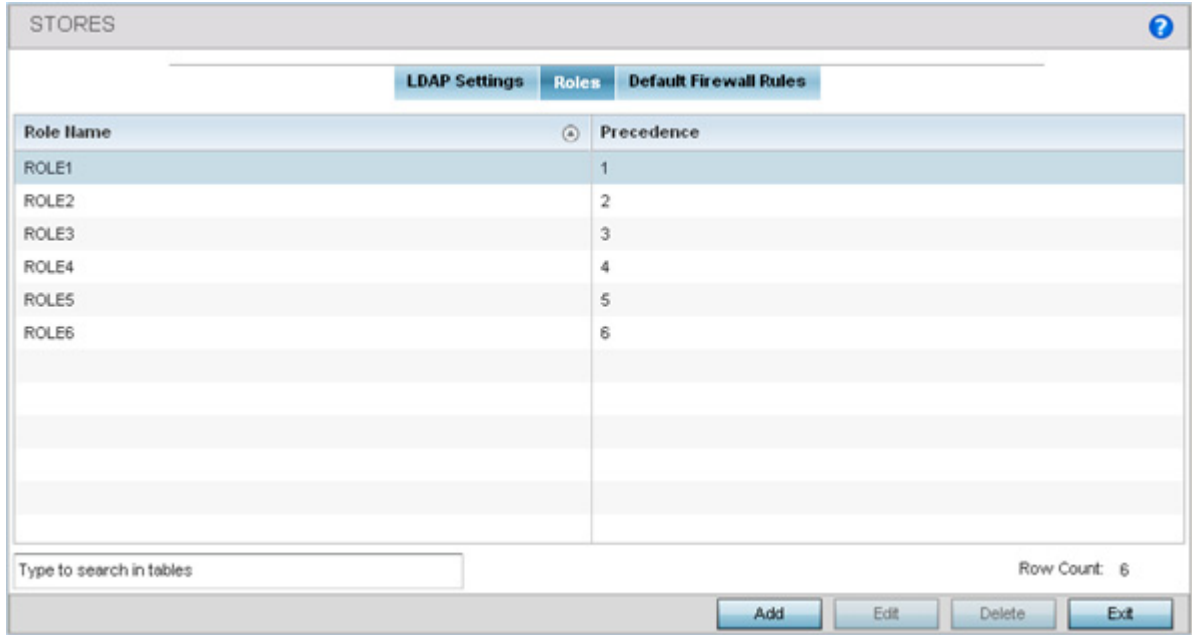 STORES ?
LDAP Settings Roles Default Firewall Rules
Role Name Precedence
ROLE1 1
ROLE2 2
ROLE3 3
ROLE4 4
ROLE5 5
ROLE6 6
Type to search in tables Row Count: 6
Add Edit Delete Exit